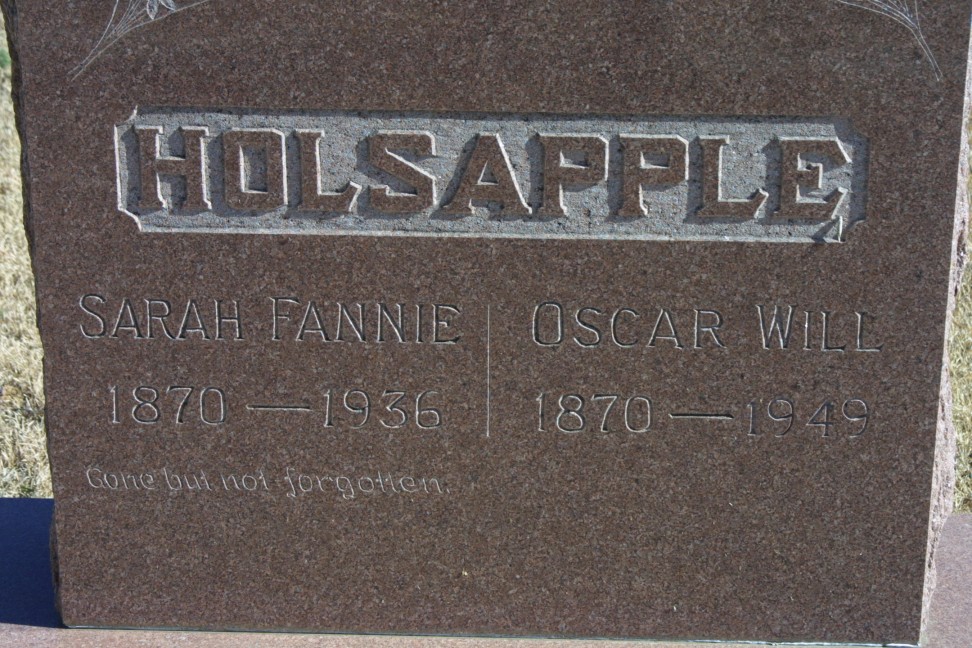 HOLSAPPLE
SARAH FANNIE
1870 — 1936
Gone but not forgotten.
OSCAR WILL
1870 — 1949